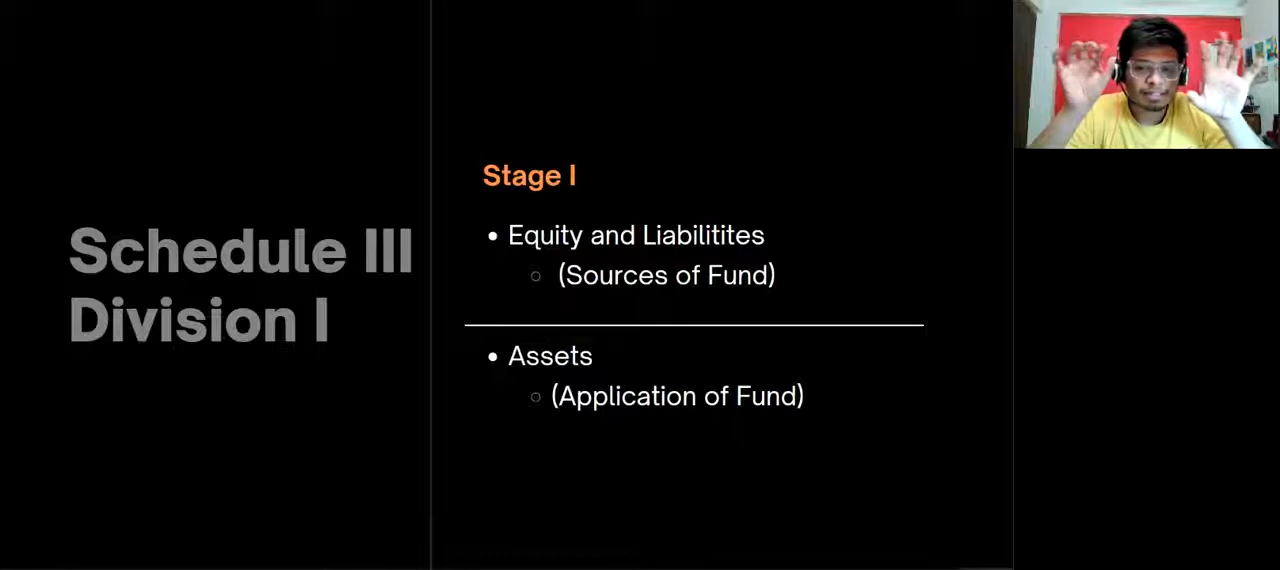 Schedule III
Division I
Stage I
Equity and Liabilitites
(Sources of Fund)
Assets
(Application of Fund)